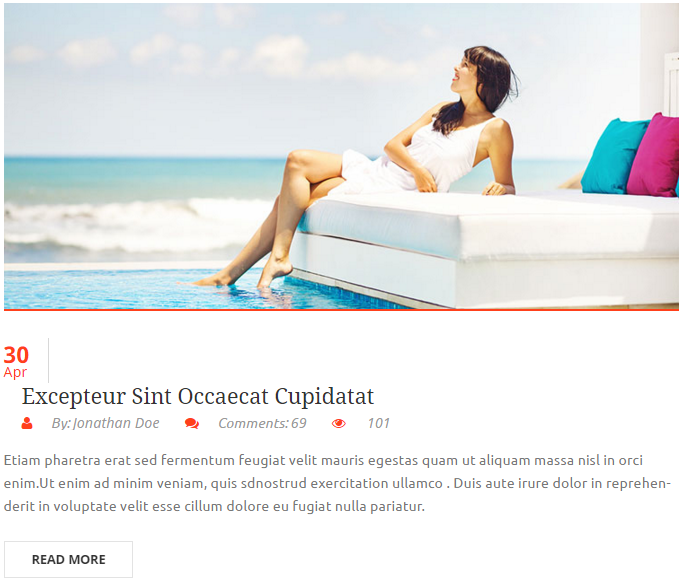 30
Apr
Excepteur Sint Occaecat Cupidatat
By: Jonathan Doe Comments: 69 101
Etiam pharetra erat sed fermentum feugiat velit mauris egestas quam ut aliquam massa nisl in orci
enim.Ut enim ad minim veniam, quis sdnostrud exercitation ullamco . Duis aute irure dolor in reprehen-
derit in voluptate velit esse cillum dolore eu fugiat nulla pariatur.
READ MORE